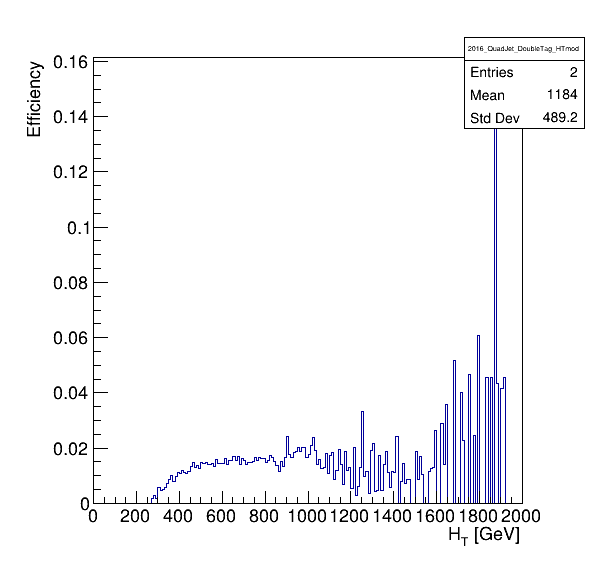 2016_QuadJet_DoubleTag_HTmod
Entries 2
Mean 1184
Std Dev 489.2
Efficiency
0.16
0.14
0.12
0.1
0.08
0.06
0.04
0.02
0
0 200 400 600 800 1000 1200 1400 1600 1800 2000
H_T [GeV]